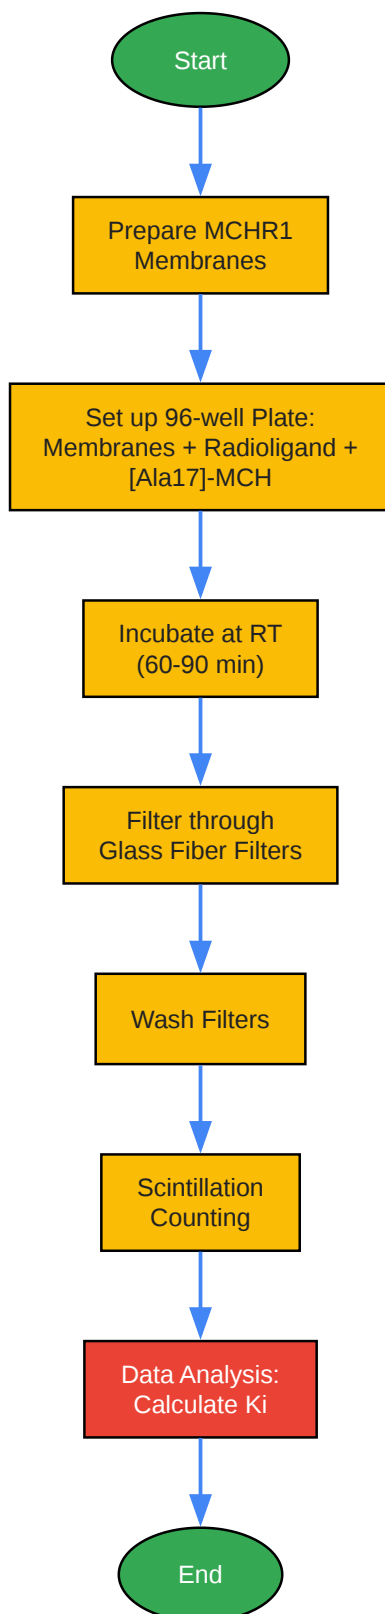 Start
Prepare MCHR1
Membranes
Set up 96-well Plate:
Membranes + Radioligand +
[Ala17]-MCH
Incubate at RT
(60-90 min)
Filter through
Glass Fiber Filters
Wash Filters
Scintillation
Counting
Data Analysis:
Calculate Ki
End